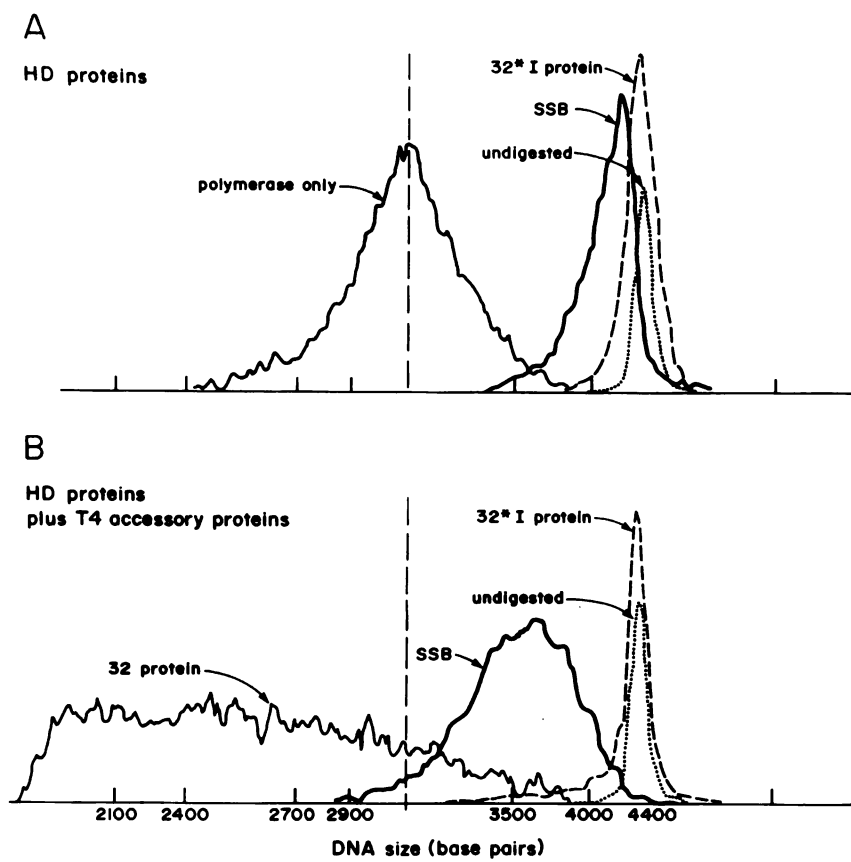 A
HD proteins
32* I protein
SSB
undigested
polymerase only
B
HD proteins
plus T4 accessory proteins
32* I protein
undigested
SSB
32 protein
2100 2400 2700 2900 3500 4000 4400
DNA size (base pairs)